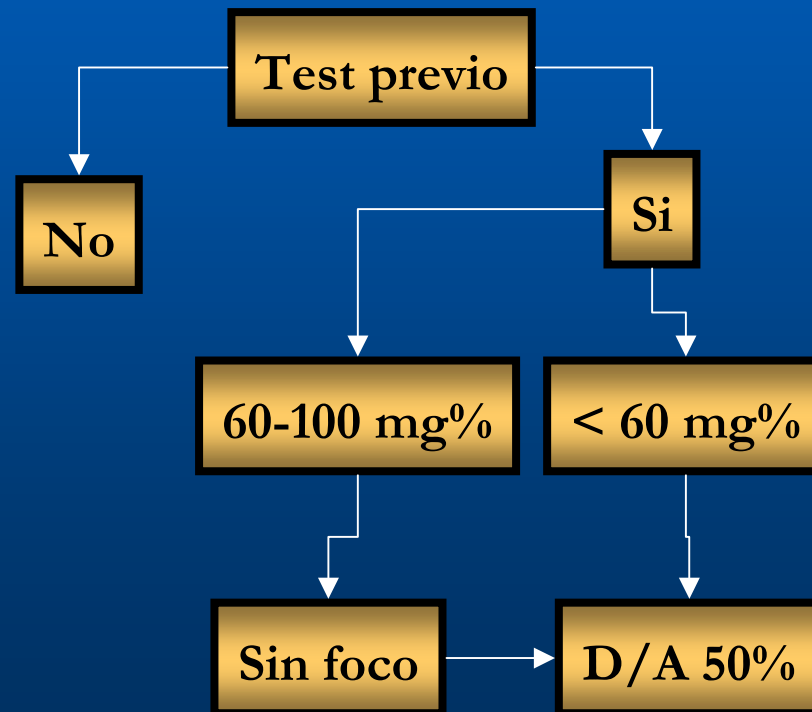 Test previo
No
Si
60-100 mg%
< 60 mg%
Sin foco
D/A 50%